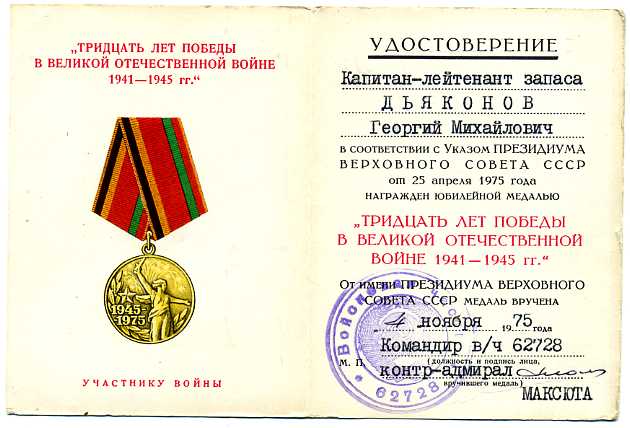 „ТРИДЦАТЬ ЛЕТ ПОБЕДЫ
В ВЕЛИКОЙ ОТЕЧЕСТВЕННОЙ ВОЙНЕ
1941—1945 гг.“
1945
1975
УЧАСТНИКУ ВОЙНЫ
УДОСТОВЕРЕНИЕ
Капитан-лейтенант запаса
ДЬЯКОНОВ
Георгий Михайлович
В СООТВЕТСТВИИ С УКАЗОМ ПРЕЗИДИУМА
ВЕРХОВНОГО СОВЕТА СССР
от 25 апреля 1975 года
НАГРАЖДЕН ЮБИЛЕЙНОЙ МЕДАЛЬЮ
„ТРИДЦАТЬ ЛЕТ ПОБЕДЫ
В ВЕЛИКОЙ ОТЕЧЕСТВЕННОЙ
ВОЙНЕ 1941—1945 гг.“
От имени ПРЕЗИДИУМА ВЕРХОВНОГО
СОВЕТА СССР МЕДАЛЬ ВРУЧЕНА
4 ноября 1975 года
Командир в/ч 62728
М. П. (должность и подпись лица,
контр-адмирал
вручившего медаль)
МАКСЮТА
Войсковая
62728